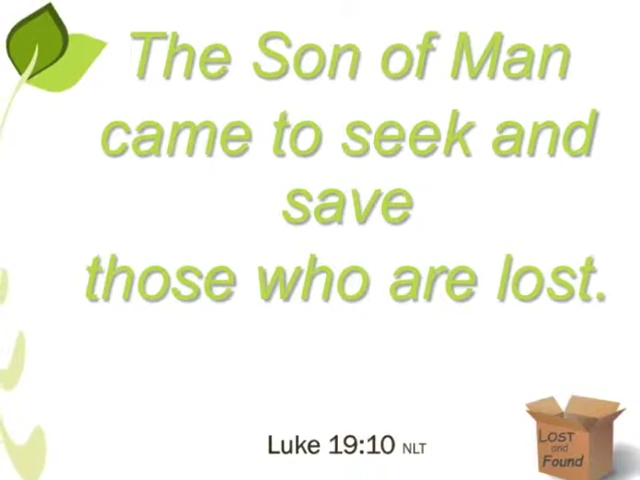 The Son of Man
came to seek and
save
those who are lost.
Luke 19:10 NLT
LOST
and
Found